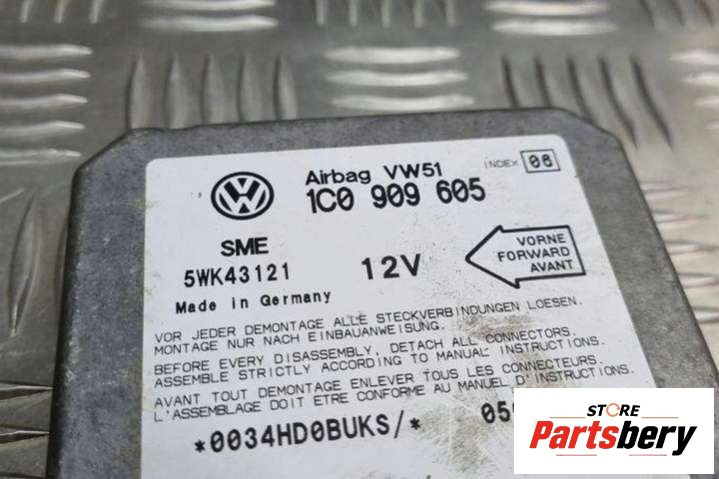 Airbag VW51
INDEX 06
1C0 909 605
SME
5WK43121
12V
VORNE
FORWARD
AVANT
Made in Germany
VOR JEDER DEMONTAGE ALLE STECKVERBINDUNGEN LOESEN.
MONTAGE NUR NACH EINBAUANWEISUNG.
BEFORE EVERY DISASSEMBLY, DETACH ALL CONNECTORS.
ASSEMBLE STRICTLY ACCORDING TO MANUAL INSTRUCTIONS.
AVANT TOUT DEMONTAGE ENLEVER TOUS LES CONNECTEURS.
L'ASSEMBLAGE DOIT ETRE CONFORME AU MANUEL D'INSTRUCTIONS.
*0034HD0BUKS/*
STORE
Partsbery